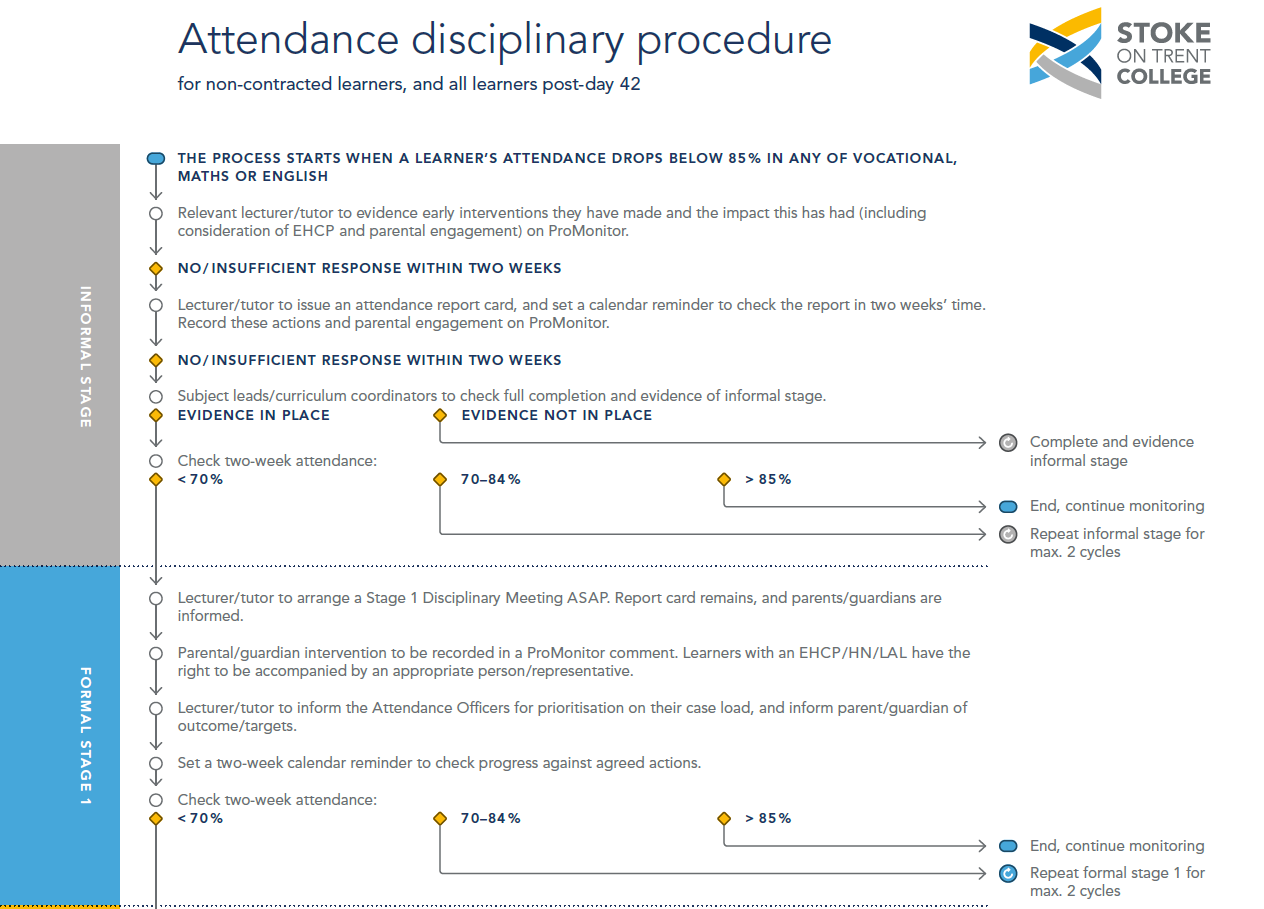 Attendance disciplinary procedure
for non-contracted learners, and all learners post-day 42
STOKE
ON TRENT
COLLEGE
INFORMAL STAGE
THE PROCESS STARTS WHEN A LEARNER’S ATTENDANCE DROPS BELOW 85% IN ANY OF VOCATIONAL,
MATHS OR ENGLISH
Relevant lecturer/tutor to evidence early interventions they have made and the impact this has had (including
consideration of EHCP and parental engagement) on ProMonitor.
NO/INSUFFICIENT RESPONSE WITHIN TWO WEEKS
Lecturer/tutor to issue an attendance report card, and set a calendar reminder to check the report in two weeks’ time.
Record these actions and parental engagement on ProMonitor.
NO/INSUFFICIENT RESPONSE WITHIN TWO WEEKS
Subject leads/curriculum coordinators to check full completion and evidence of informal stage.
EVIDENCE IN PLACE
EVIDENCE NOT IN PLACE
Complete and evidence
informal stage
Check two-week attendance:
<70%
70–84%
> 85%
End, continue monitoring
Repeat informal stage for
max. 2 cycles
FORMAL STAGE 1
Lecturer/tutor to arrange a Stage 1 Disciplinary Meeting ASAP. Report card remains, and parents/guardians are
informed.
Parental/guardian intervention to be recorded in a ProMonitor comment. Learners with an EHCP/HN/LAL have the
right to be accompanied by an appropriate person/representative.
Lecturer/tutor to inform the Attendance Officers for prioritisation on their case load, and inform parent/guardian of
outcome/targets.
Set a two-week calendar reminder to check progress against agreed actions.
Check two-week attendance:
<70%
70–84%
> 85%
End, continue monitoring
Repeat formal stage 1 for
max. 2 cycles